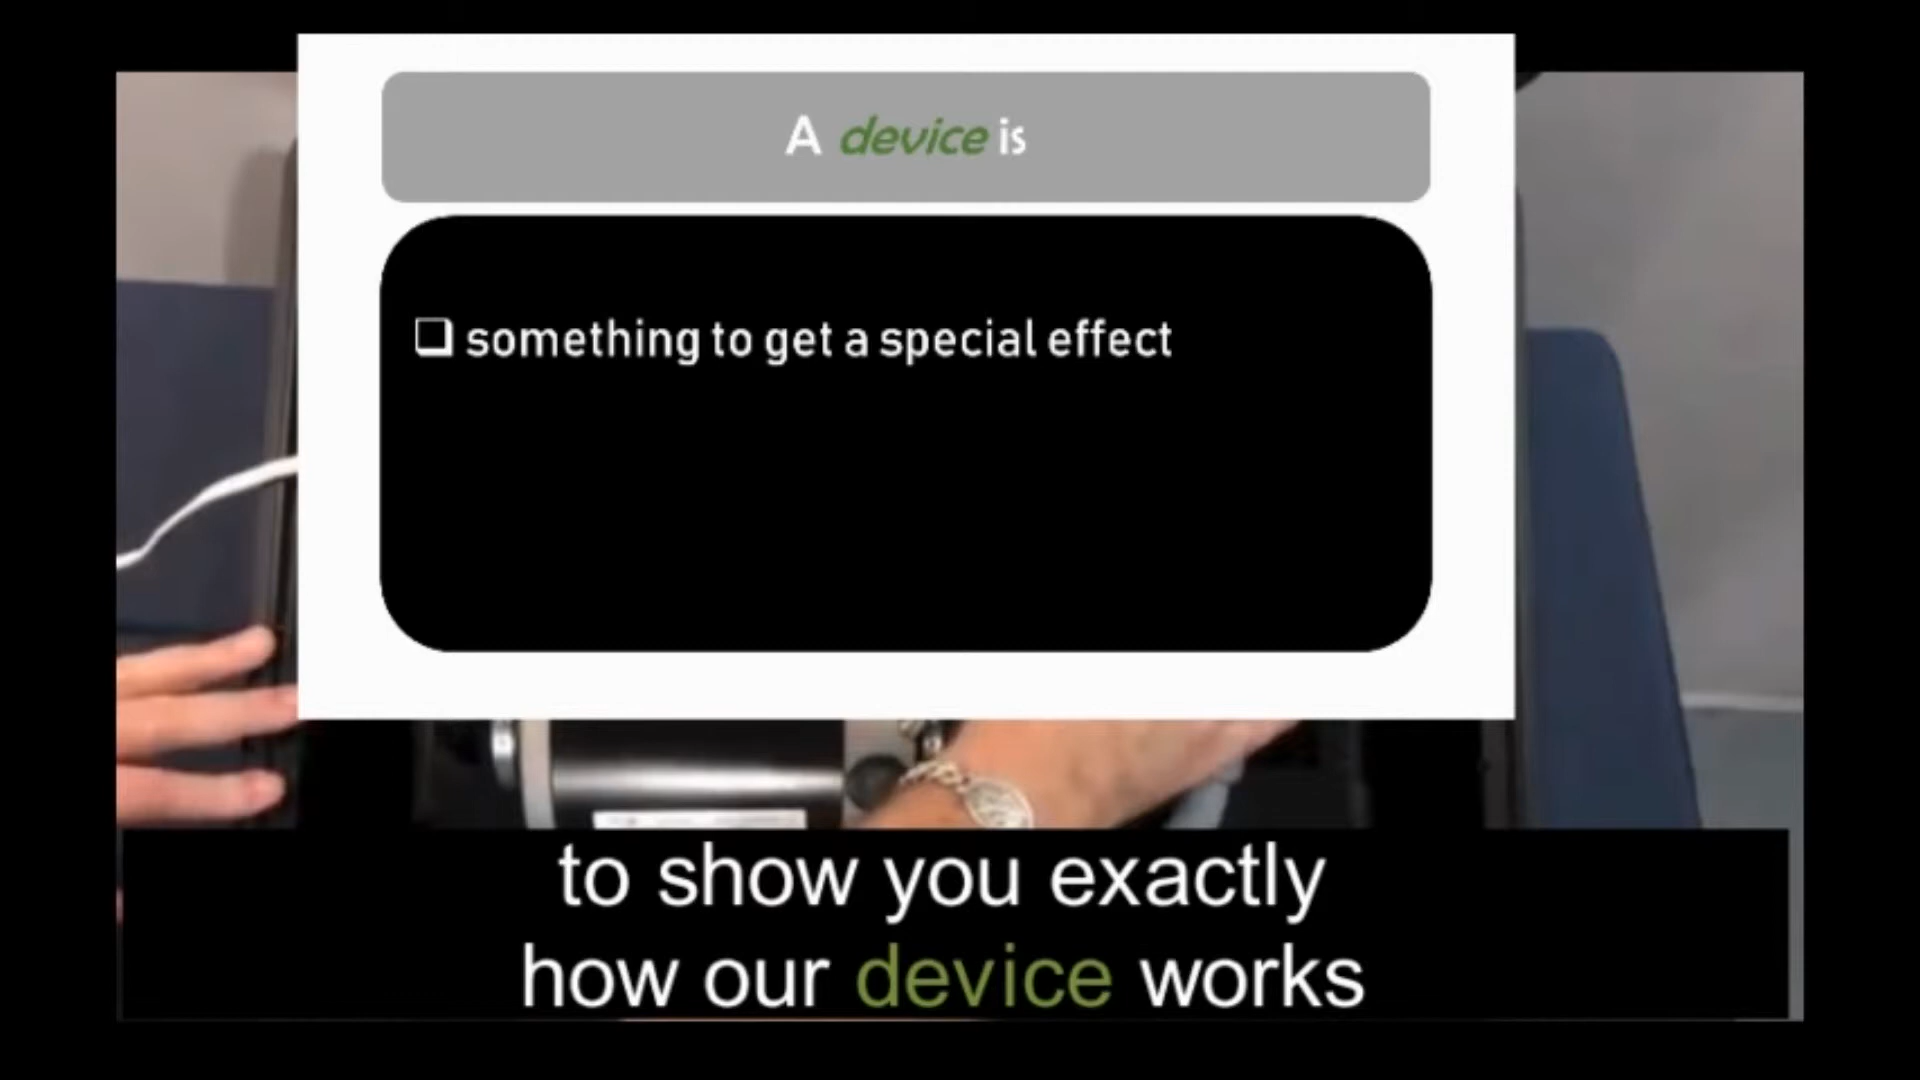 A device is
❑ something to get a special effect
to show you exactly
how our device works